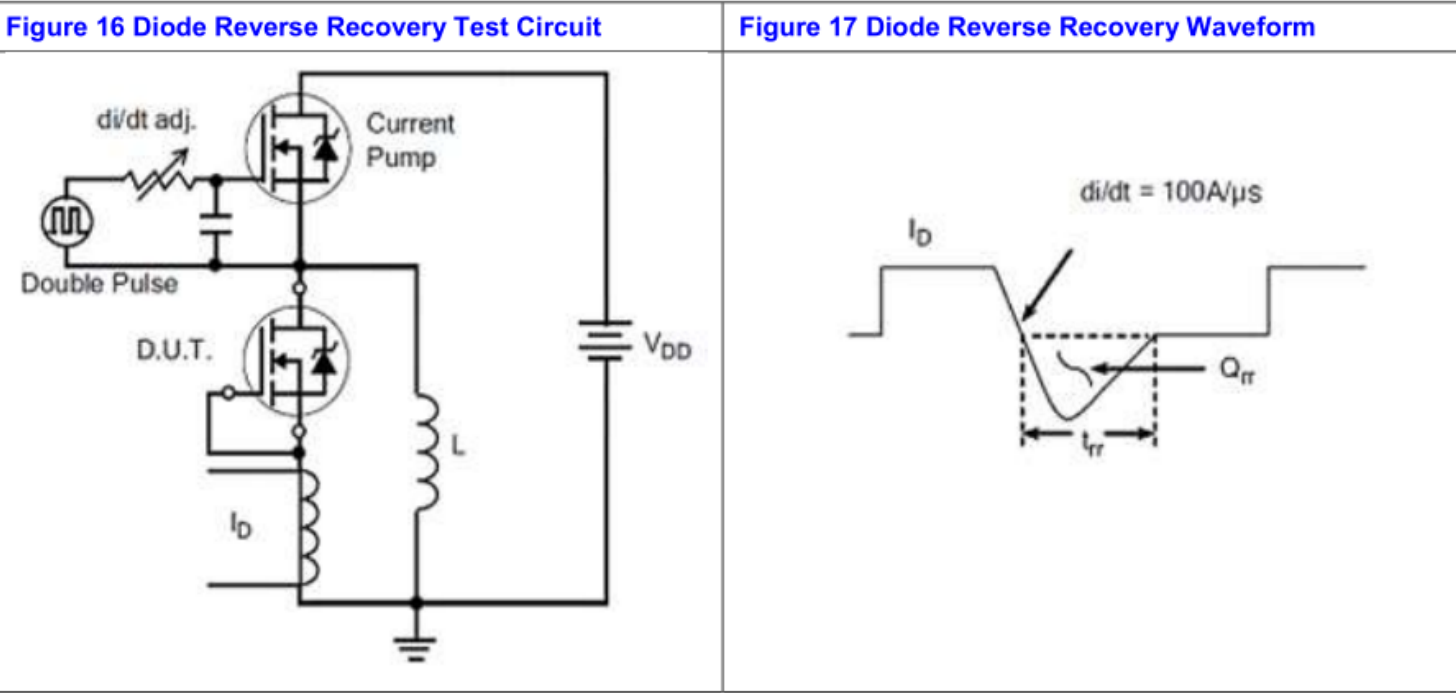 Figure 16 Diode Reverse Recovery Test Circuit
Figure 17 Diode Reverse Recovery Waveform
di/dt adj.
Current
Pump
Double Pulse
D.U.T.
VDD
L
ID
di/dt = 100A/μs
ID
Qrr
trr